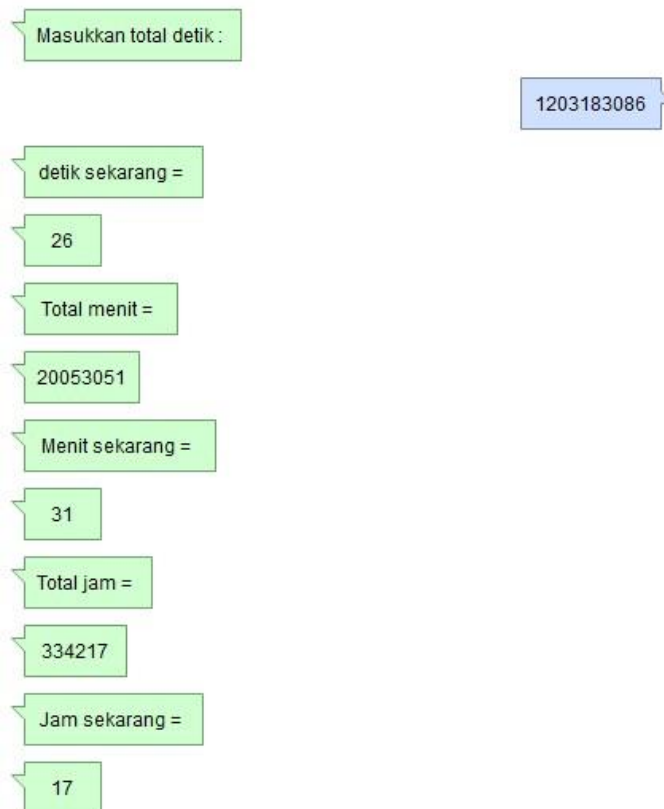 Masukkan total detik :
1203183086
detik sekarang =
26
Total menit =
20053051
Menit sekarang =
31
Total jam =
334217
Jam sekarang =
17